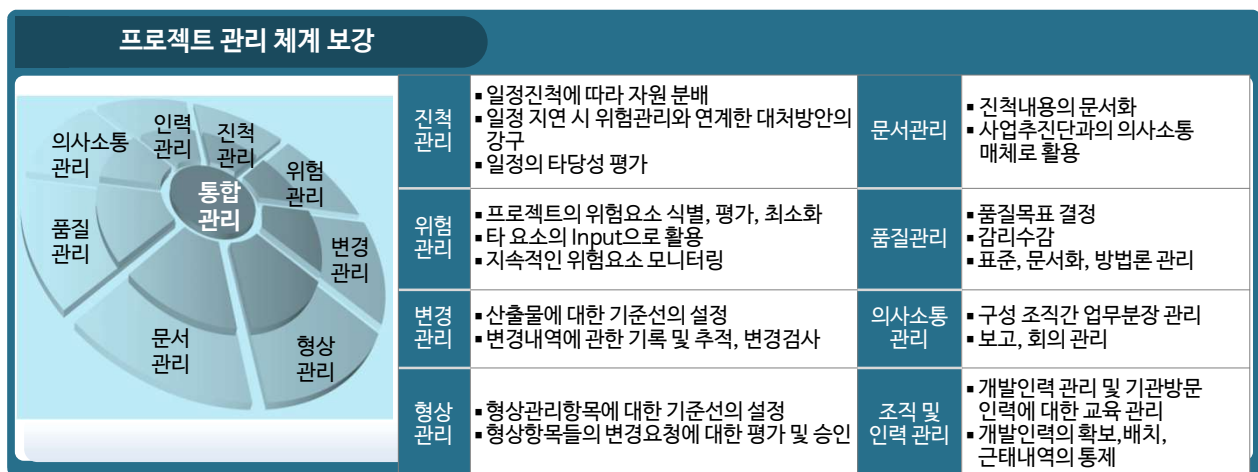 프로젝트 관리 체계 보강
인력
관리
진척
관리
의사소통
관리
위험
관리
통합
관리
품질
관리
변경
관리
문서
관리
형상
관리
진척
관리
▪일정진척에 따라 자원 분배
▪일정 지연 시 위험관리와 연계한 대처방안의
강구
▪일정의 타당성 평가
문서관리
▪진척내용의 문서화
▪사업추진단과의 의사소통
매체로 활용
위험
관리
▪프로젝트의 위험요소 식별, 평가, 최소화
▪타 요소의 Input으로 활용
▪지속적인 위험요소 모니터링
품질관리
▪품질목표 결정
▪감리수감
▪표준, 문서화, 방법론 관리
변경
관리
▪산출물에 대한 기준선의 설정
▪변경내역에 관한 기록 및 추적, 변경검사
의사소통
관리
▪구성 조직간 업무분장 관리
▪보고, 회의 관리
형상
관리
▪형상관리항목에 대한 기준선의 설정
▪형상항목들의 변경요청에 대한 평가 및 승인
조직 및
인력 관리
▪개발인력 관리 및 기관방문
인력에 대한 교육 관리
▪개발인력의 확보,배치,
근태내역의 통제